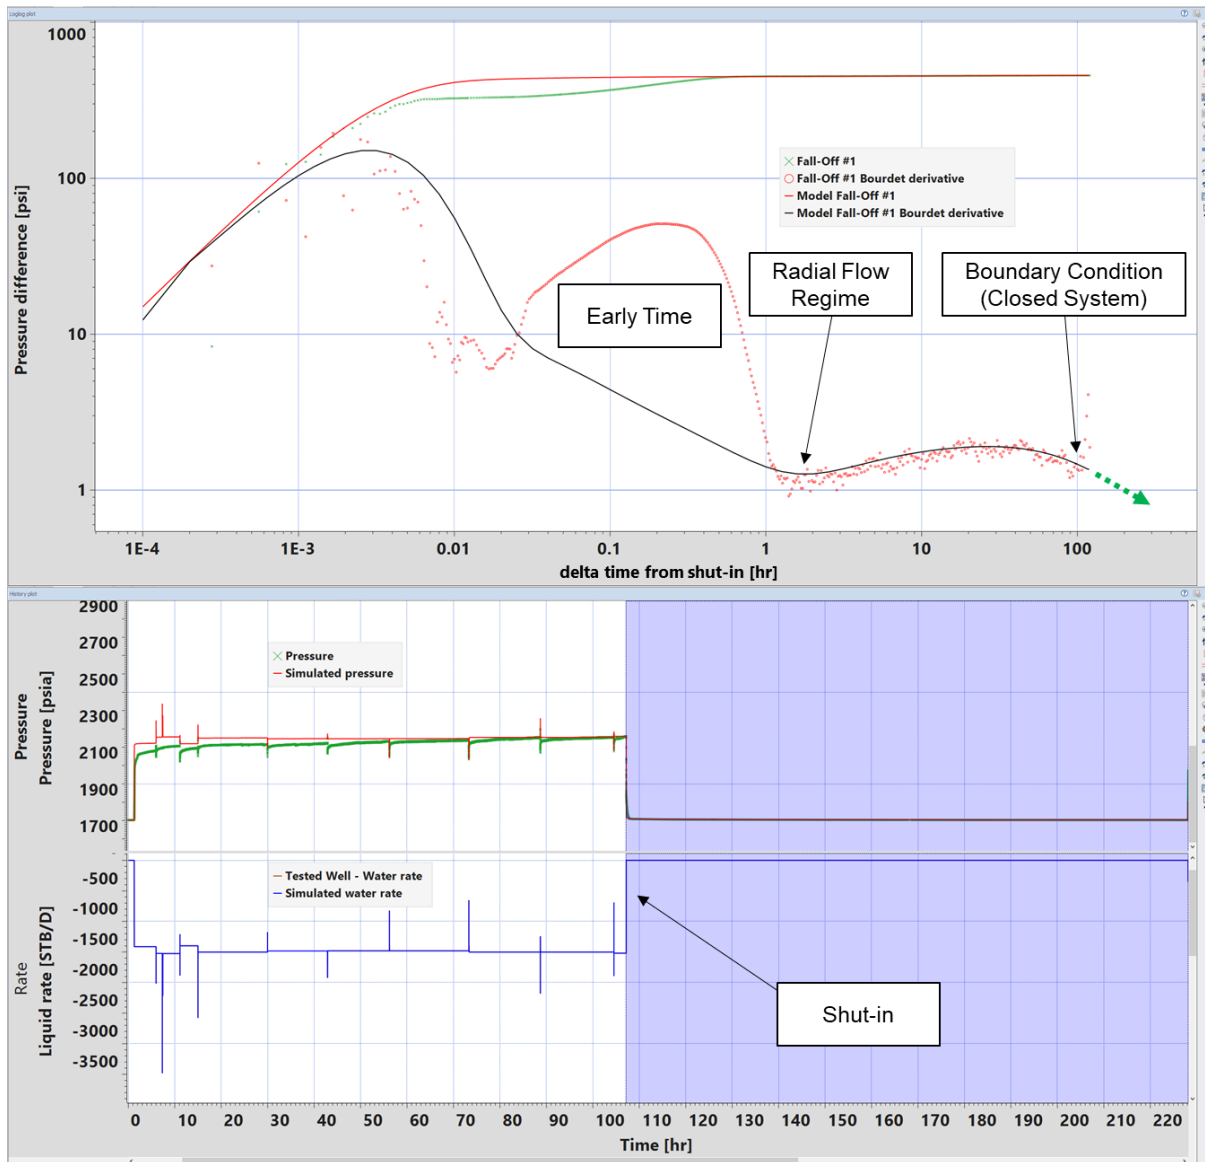 Loglog plot
1000
100
10
1
Pressure difference [psi]
Fall-Off #1
Fall-Off #1 Bourdet derivative
Model Fall-Off #1
Model Fall-Off #1 Bourdet derivative
Early Time
Radial Flow
Regime
Boundary Condition
(Closed System)
1E-4 1E-3 0.01 0.1 1 10 100
delta time from shut-in [hr]
History plot
2900
2700
2500
2300
2100
1900
1700
Pressure
Pressure [psia]
Pressure
Simulated pressure
-500
-1000
-1500
-2000
-2500
-3000
-3500
Rate
Liquid rate [STB/D]
Tested Well - Water rate
Simulated water rate
Shut-in
0 10 20 30 40 50 60 70 80 90 100 110 120 130 140 150 160 170 180 190 200 210 220
Time [hr]